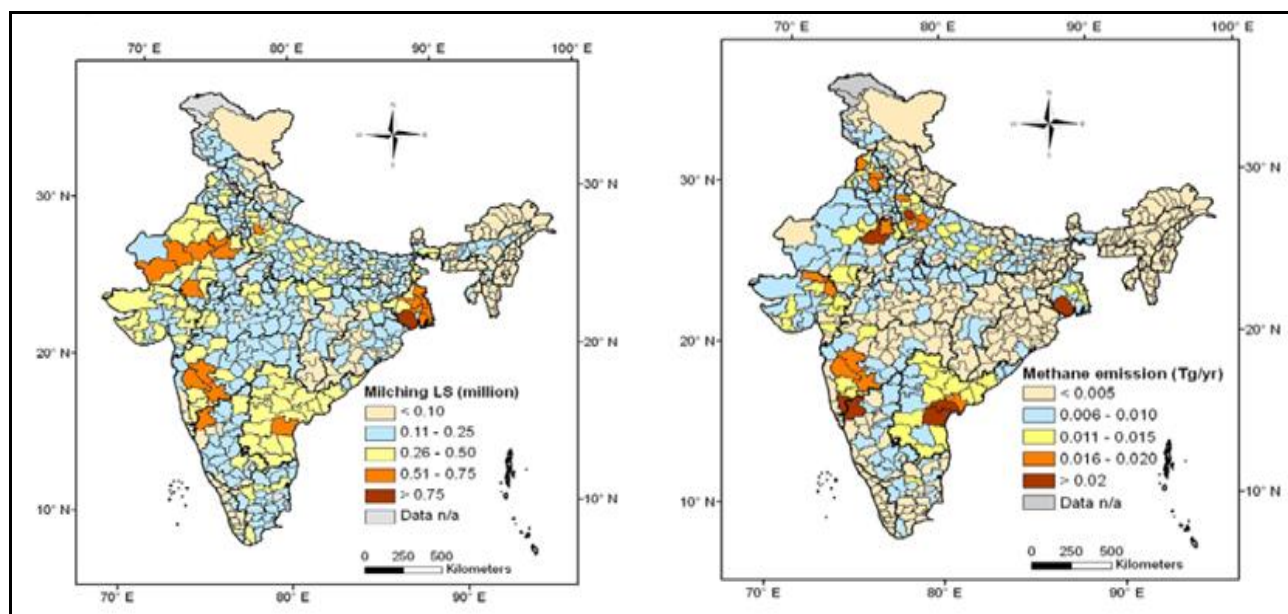 70° E 80° E 90° E 100° E
30° N
30° N
20° N
20° N
10° N
10° N
70° E 80° E 90° E
N
E
S
W
Milching LS (million)
< 0.10
0.11 - 0.25
0.26 - 0.50
0.51 - 0.75
> 0.75
Data n/a
0 250 500
Kilometers
70° E 80° E 90° E 100° E
30° N
30° N
20° N
20° N
10° N
10° N
70° E 80° E 90° E
N
E
S
W
Methane emission (Tg/yr)
< 0.005
0.006 - 0.010
0.011 - 0.015
0.016 - 0.020
> 0.02
Data n/a
0 250 500
Kilometers